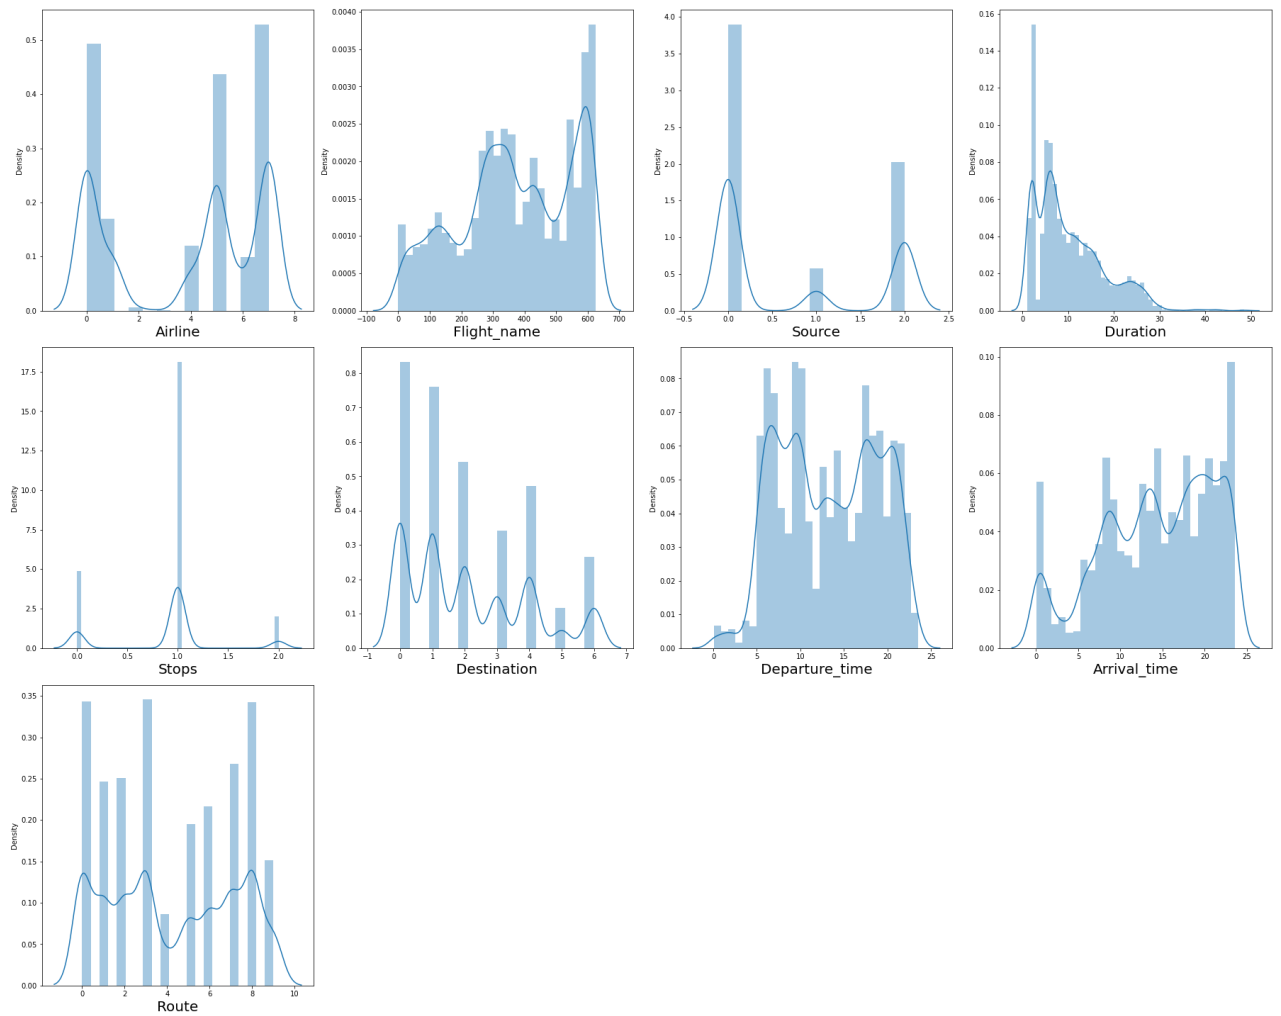 Density
0.0 0.1 0.2 0.3 0.4 0.5
0 2 4 6 8
Airline
Density
0.0000 0.0005 0.0010 0.0015 0.0020 0.0025 0.0030 0.0035 0.0040
−100 0 100 200 300 400 500 600 700
Flight_name
Density
0.0 0.5 1.0 1.5 2.0 2.5 3.0 3.5 4.0
−0.5 0.0 0.5 1.0 1.5 2.0 2.5
Source
Density
0.00 0.02 0.04 0.06 0.08 0.10 0.12 0.14 0.16
0 10 20 30 40 50
Duration
Density
0.0 2.5 5.0 7.5 10.0 12.5 15.0 17.5
0.0 0.5 1.0 1.5 2.0
Stops
Density
0.0 0.1 0.2 0.3 0.4 0.5 0.6 0.7 0.8
−1 0 1 2 3 4 5 6 7
Destination
Density
0.00 0.01 0.02 0.03 0.04 0.05 0.06 0.07 0.08
0 5 10 15 20 25
Departure_time
Density
0.00 0.02 0.04 0.06 0.08 0.10
0 5 10 15 20 25
Arrival_time
Density
0.00 0.05 0.10 0.15 0.20 0.25 0.30 0.35
0 2 4 6 8 10
Route